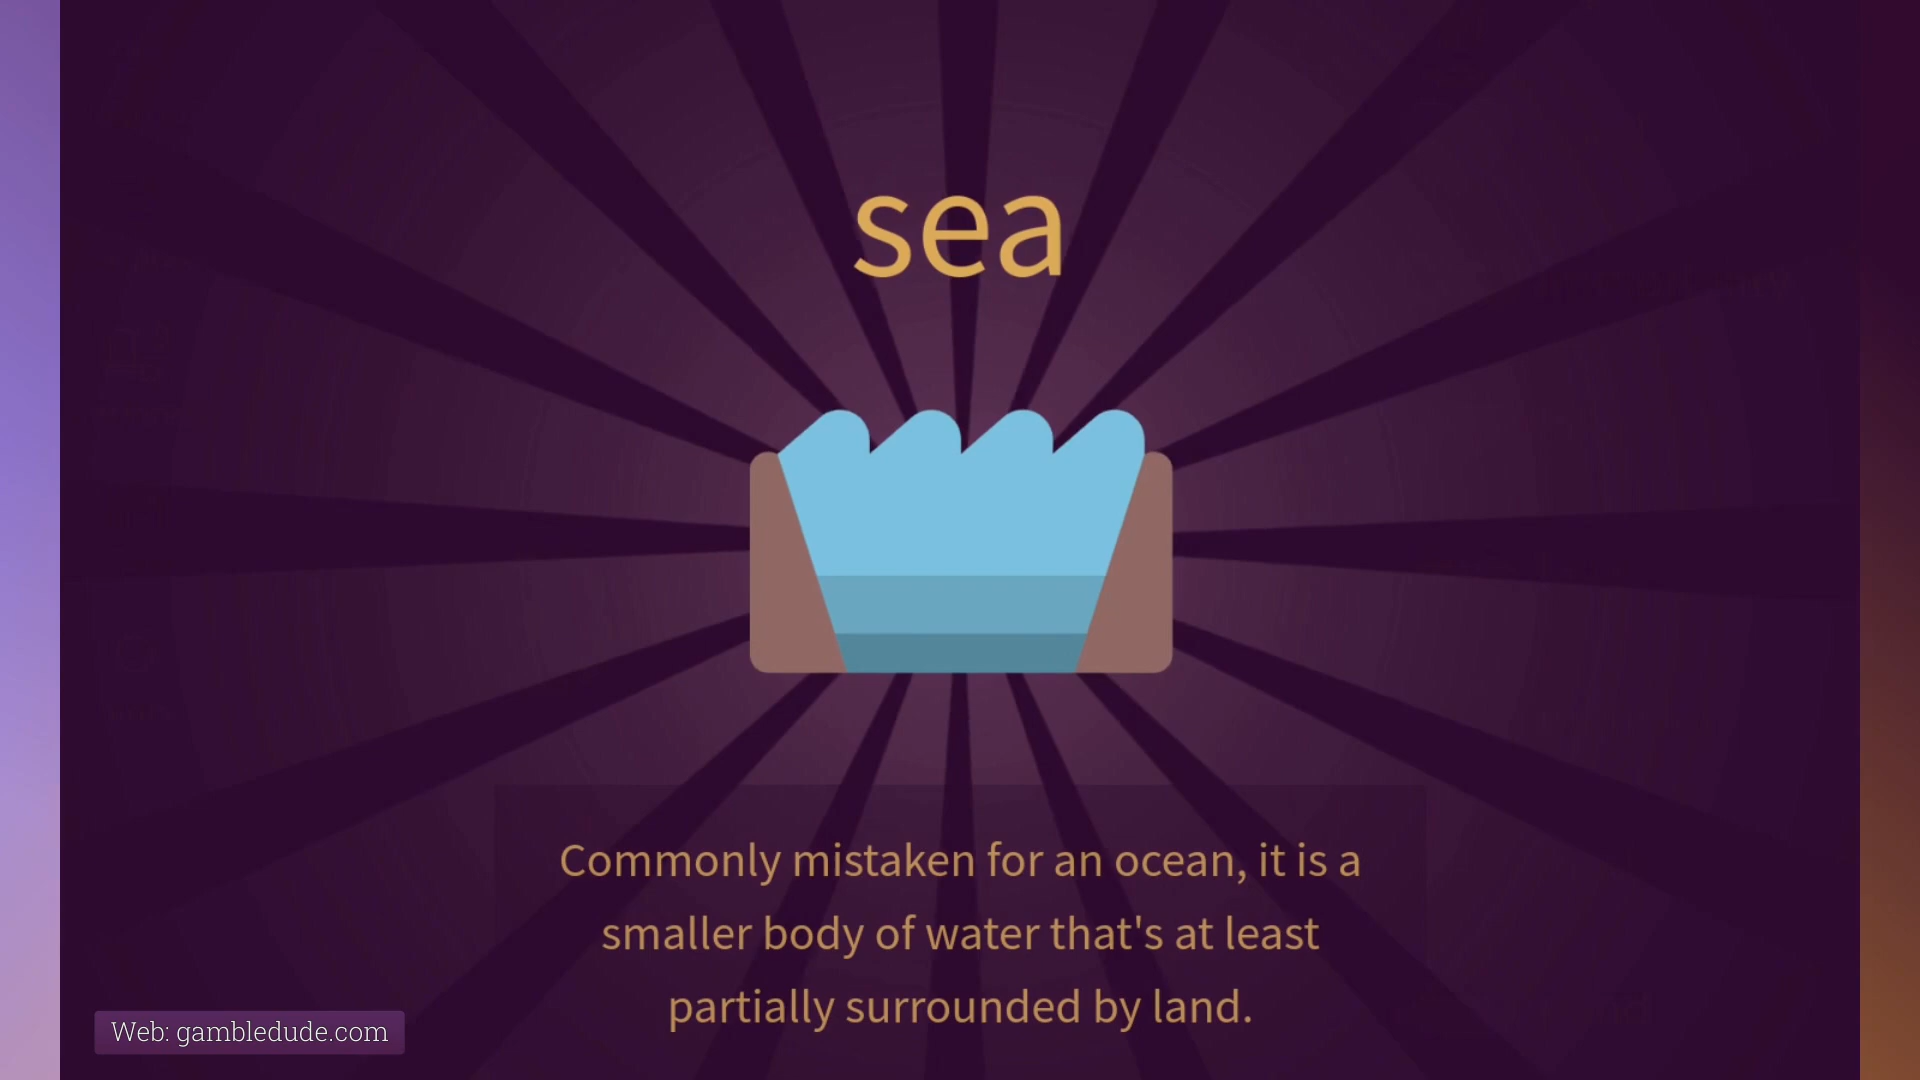 sea
Commonly mistaken for an ocean, it is a
smaller body of water that's at least
partially surrounded by land.
Web: gambledude.com